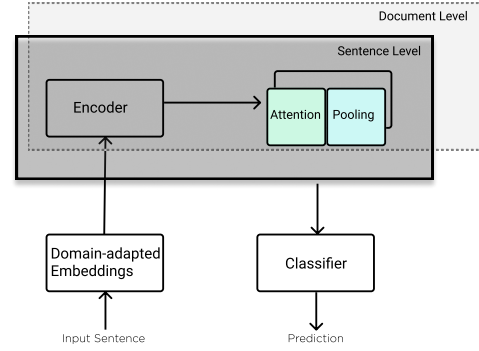 Document Level
Sentence Level
Encoder
Attention
Pooling
Domain-adapted
Embeddings
Classifier
Input Sentence
Prediction